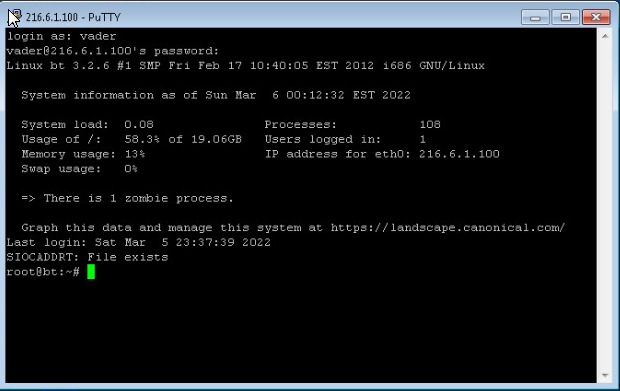 216.6.1.100 - PuTTY
login as: vader
vader@216.6.1.100's password:
Linux bt 3.2.6 #1 SMP Fri Feb 17 10:40:05 EST 2012 i686 GNU/Linux
System information as of Sun Mar  6 00:12:32 EST 2022
System load:  0.08                Processes:           108
Usage of /:   58.3% of 19.06GB   Users logged in:     1
Memory usage: 13%                 IP address for eth0: 216.6.1.100
Swap usage:   0%
=> There is 1 zombie process.
Graph this data and manage this system at https://landscape.canonical.com/
Last login: Sat Mar  5 23:37:39 2022
SIOCADDRT: File exists
root@bt:~#